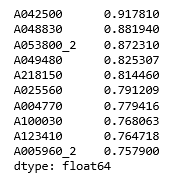 A042500 0.917810
A048830 0.881940
A053800_2 0.872310
A049480 0.825307
A218150 0.814460
A025560 0.791209
A004770 0.779416
A100030 0.768063
A123410 0.764718
A005960_2 0.757900
dtype: float64